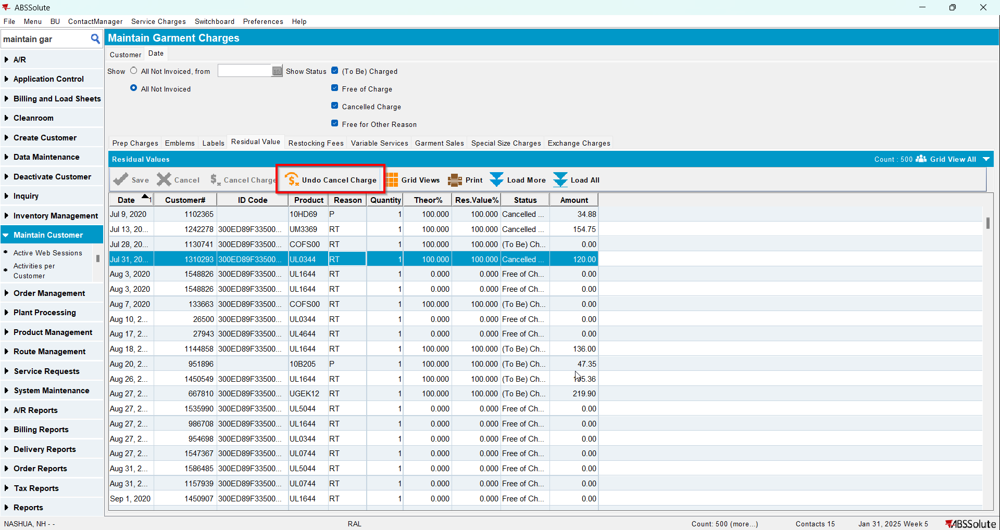 ABSSolute
File Menu BU ContactManager Service Charges Switchboard Preferences Help
maintain gar
Maintain Garment Charges
Customer Date
Show All Not Invoiced, from 15 Show Status (To Be) Charged
All Not Invoiced Free of Charge
Cancelled Charge
Free for Other Reason
Prep Charges Emblems Labels Residual Value Restocking Fees Variable Services Garment Sales Special Size Charges Exchange Charges
Residual Values Count : 500 Grid View All
Save Cancel Cancel Charge Undo Cancel Charge Grid Views Print Load More Load All
Date 1 Customer# ID Code Product Reason Quantity Theor% Res.Value% Status Amount
Jul 9, 2020 1102365 10HD69 P 1 100.000 100.000 Cancelled ... 34.88
Jul 13, 20... 1242278 300ED89F33500... UM3369 RT 1 100.000 100.000 Cancelled ... 154.75
Jul 28, 20... 1130741 300ED89F33500... COFS00 RT 1 100.000 100.000 (To Be) Ch... 0.00
Jul 31, 20... 1310293 300ED89F33500... UL0344 RT 1 100.000 100.000 Cancelled ... 120.00
Aug 3, 2020 1548826 300ED89F33500... UL1644 RT 1 0.000 0.000 Free of Ch... 0.00
Aug 3, 2020 1548826 300ED89F33500... UL1644 RT 1 0.000 0.000 Free of Ch... 0.00
Aug 7, 2020 133663 300ED89F33500... COFS00 RT 1 100.000 100.000 (To Be) Ch... 0.00
Aug 10, 2... 26500 300ED89F33500... UL0344 RT 1 0.000 0.000 Free of Ch... 0.00
Aug 17, 2... 27943 300ED89F33500... UL4644 RT 1 0.000 0.000 Free of Ch... 0.00
Aug 18, 2... 1144858 300ED89F33500... UL1644 RT 1 100.000 100.000 (To Be) Ch... 136.00
Aug 20, 2... 951896 10B205 P 1 100.000 100.000 (To Be) Ch... 47.35
Aug 26, 2... 1450549 300ED89F33500... UL1644 RT 1 100.000 100.000 (To Be) Ch...
Aug 27, 2... 667810 300ED89F33500... UGEK12 RT 1 100.000 100.000 (To Be) Ch... 219.90
Aug 27, 2... 1535990 300ED89F33500... UL5044 RT 1 0.000 0.000 Free of Ch... 0.00
Aug 27, 2... 986708 300ED89F33500... UL1644 RT 1 0.000 0.000 Free of Ch... 0.00
Aug 27, 2... 954698 300ED89F33500... UL0344 RT 1 0.000 0.000 Free of Ch... 0.00
Aug 27, 2... 1547367 300ED89F33500... UL0744 RT 1 0.000 0.000 Free of Ch... 0.00
Aug 31, 2... 1586485 300ED89F33500... UL5044 RT 1 0.000 0.000 Free of Ch... 0.00
Aug 31, 2... 1157939 300ED89F33500... UL0744 RT 1 0.000 0.000 Free of Ch... 0.00
Sep 1, 2020 1450907 300ED89F33500... UL1644 RT 1 0.000 0.000 Free of Ch... 0.00
A/R
Application Control
Billing and Load Sheets
Cleanroom
Create Customer
Data Maintenance
Deactivate Customer
Inquiry
Inventory Management
Maintain Customer
Active Web Sessions
Activities per
Customer
Order Management
Plant Processing
Product Management
Route Management
Service Requests
System Maintenance
A/R Reports
Billing Reports
Delivery Reports
Order Reports
Tax Reports
Reports
NASHUA, NH - - RAL Count: 500 (more...) Contacts 15 Jan 31, 2025 Week 5 ABSSolute